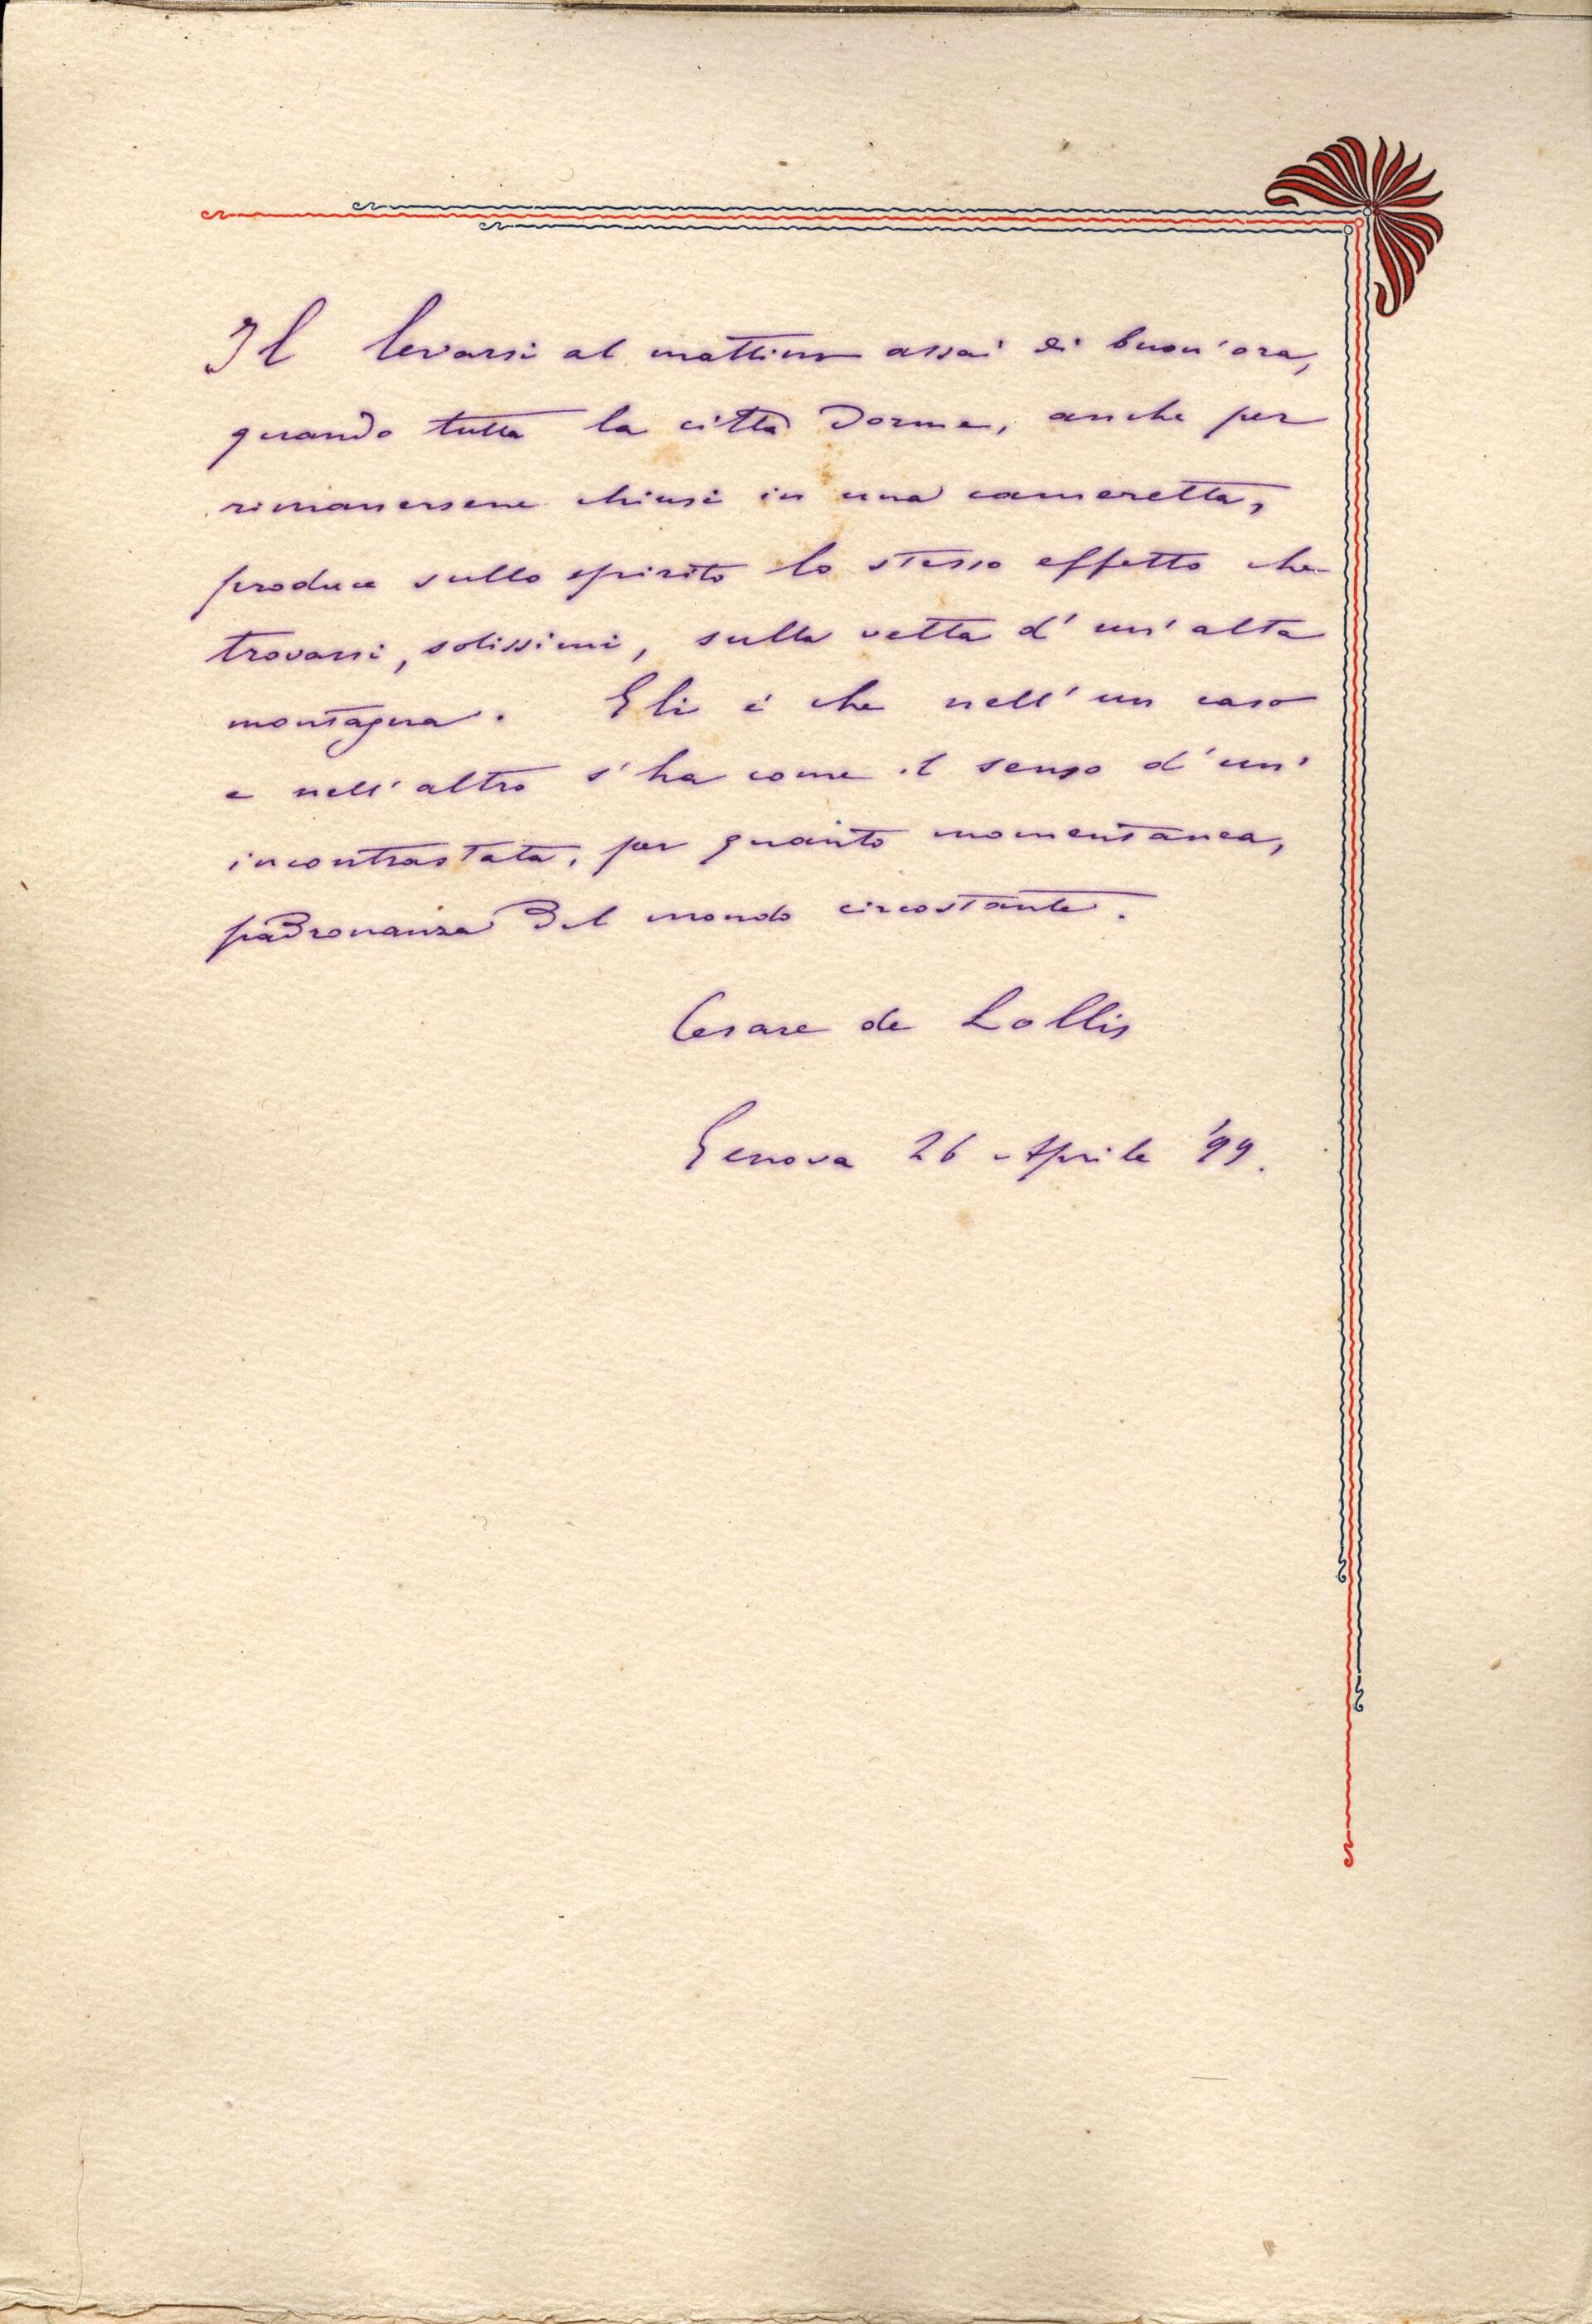 Il levarsi al mattino assai di buon'ora,
quando tutta la città dorme, anche per
rimanersene chiusi in una cameretta,
produce sullo spirito lo stesso effetto che
trovarsi, solissimi, sulla vetta d'un'alta
montagna. Gli è che nell'un caso
e nell'altro s'ha come il senso d'un'
incontrastata, per quanto momentanea,
padronanza del mondo circostante.
Cesare de Lollis
Genova 26 Aprile '99.